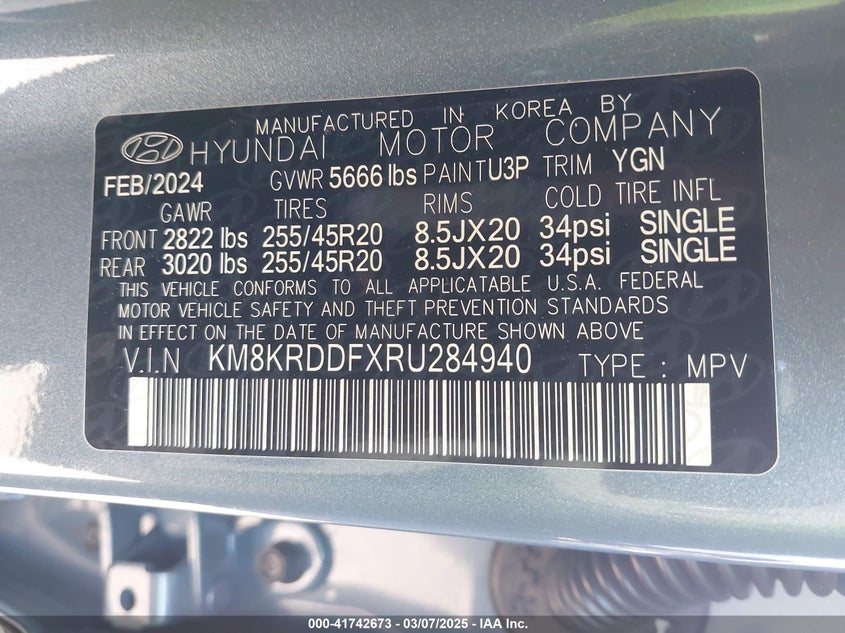 MANUFACTURED IN KOREA BY
HYUNDAI MOTOR COMPANY
FEB/2024 GVWR 5666 lbs PAINT U3P TRIM YGN
GAWR TIRES RIMS COLD TIRE INFL
FRONT 2822 lbs 255/45R20 8.5JX20 34psi SINGLE
REAR 3020 lbs 255/45R20 8.5JX20 34psi SINGLE
THIS VEHICLE CONFORMS TO ALL APPLICATABLE U.S.A. FEDERAL
MOTOR VEHICLE SAFETY AND THEFT PREVENTION STANDARDS
IN EFFECT ON THE DATE OF MANUFACTURE SHOWN ABOVE
V.I.N KM8KRDDFXRU284940 TYPE : MPV
000-41742673 - 03/07/2025 - IAA Inc.